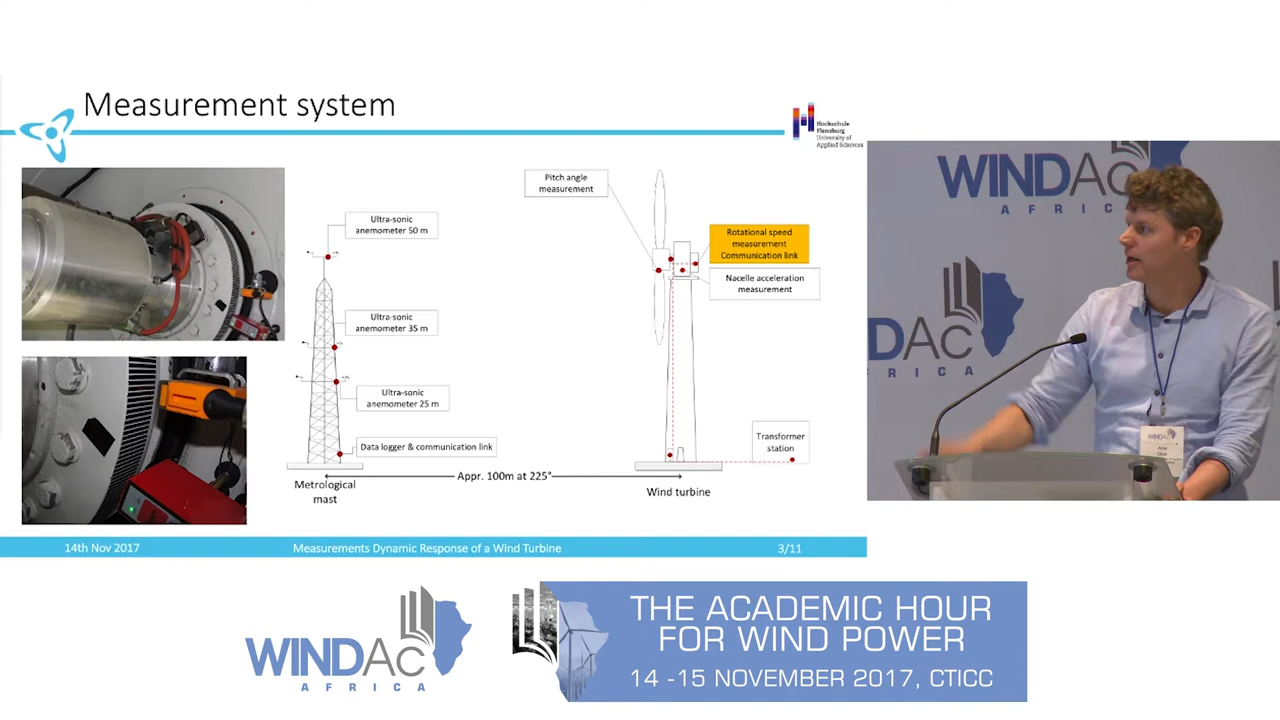 Measurement system
Hochschule
Flensburg
University of
Applied Sciences
Pitch angle
measurement
Ultra-sonic
anemometer 50 m
Rotational speed
measurement
Communication link
Nacelle acceleration
measurement
Ultra-sonic
anemometer 35 m
Ultra-sonic
anemometer 25 m
Data logger & communication link
Transformer
station
Appr. 100m at 225°
Metrological
mast
Wind turbine
14th Nov 2017
Measurements Dynamic Response of a Wind Turbine
3/11
WINDAC
AFRIC
DAC
FRICA
WINDAC
WINDAC
AFRICA
THE ACADEMIC HOUR
FOR WIND POWER
14 -15 NOVEMBER 2017, CTICC